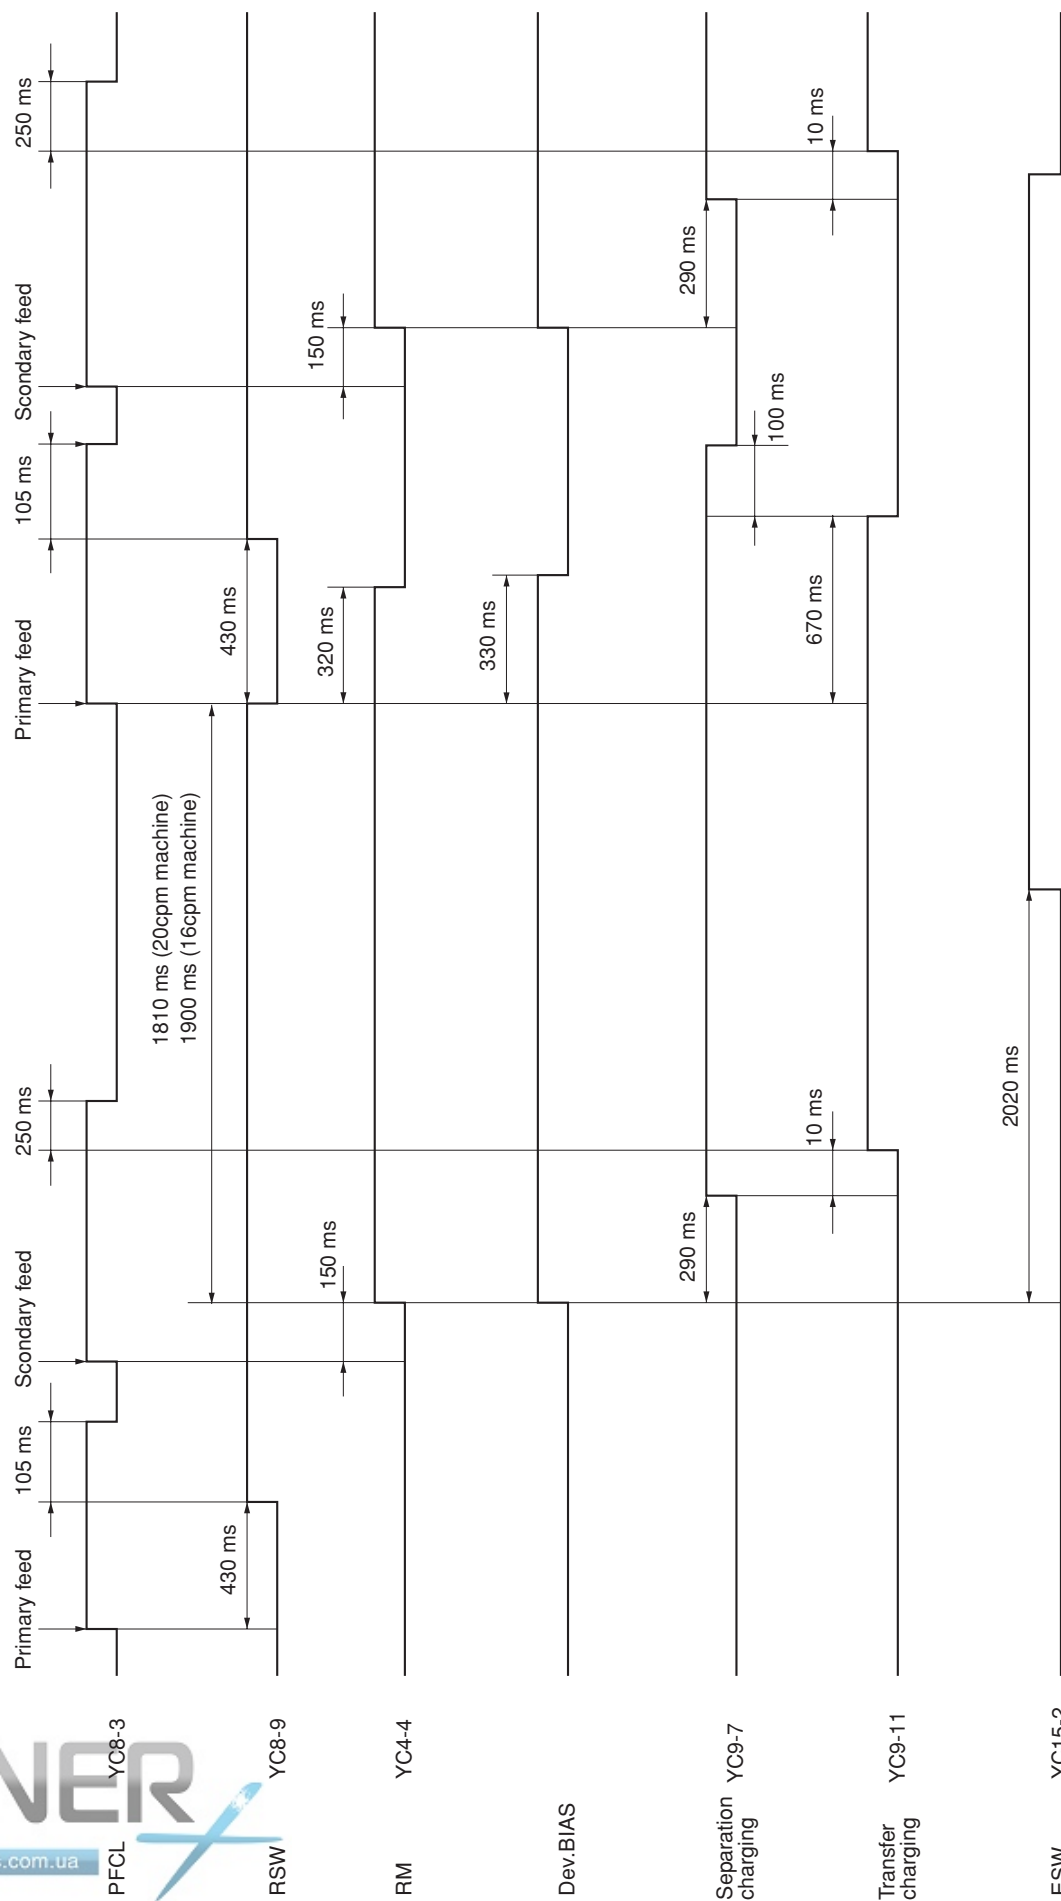 Primary feed
105 ms
Scondary feed
250 ms
Primary feed
105 ms
Scondary feed
250 ms
PFCL YC8-3
1810 ms (20cpm machine)
1900 ms (16cpm machine)
430 ms
430 ms
RSW YC8-9
150 ms
320 ms
150 ms
RM YC4-4
330 ms
Dev.BIAS
290 ms
100 ms
290 ms
Separation YC9-7
charging
10 ms
670 ms
10 ms
Transfer YC9-11
charging
2020 ms
NER
.com.ua